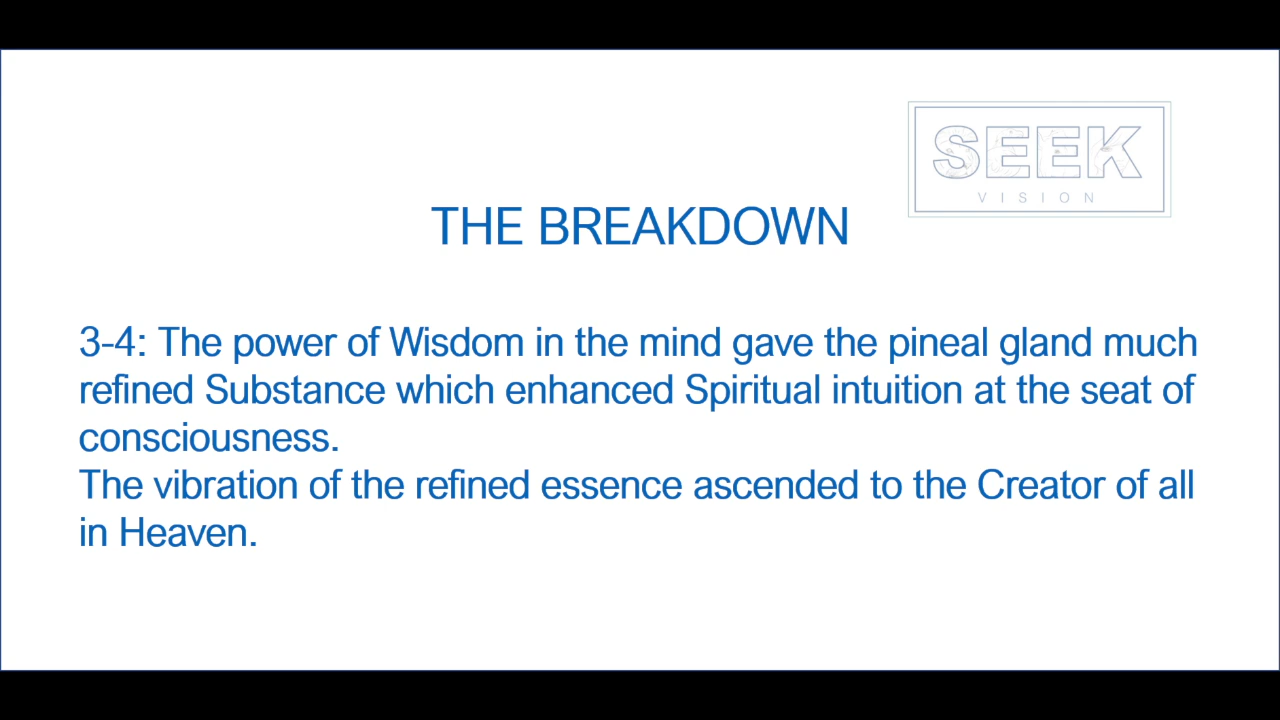 SEEK
VISION
THE BREAKDOWN
3-4: The power of Wisdom in the mind gave the pineal gland much
refined Substance which enhanced Spiritual intuition at the seat of
consciousness.
The vibration of the refined essence ascended to the Creator of all
in Heaven.